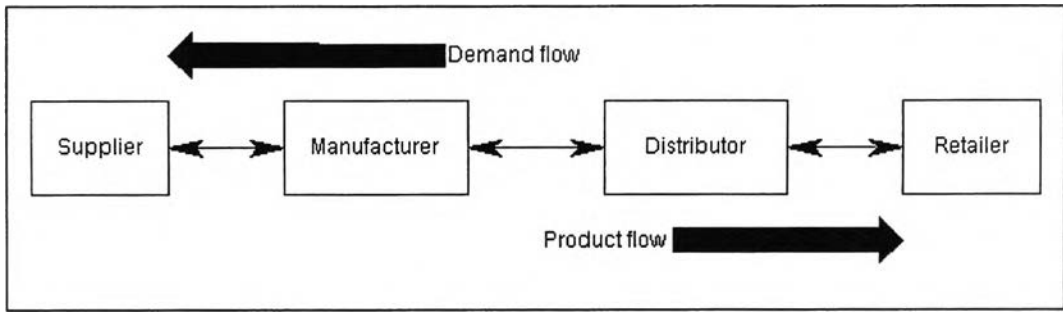 Demand flow
Supplier
Manufacturer
Distributor
Retailer
Product flow